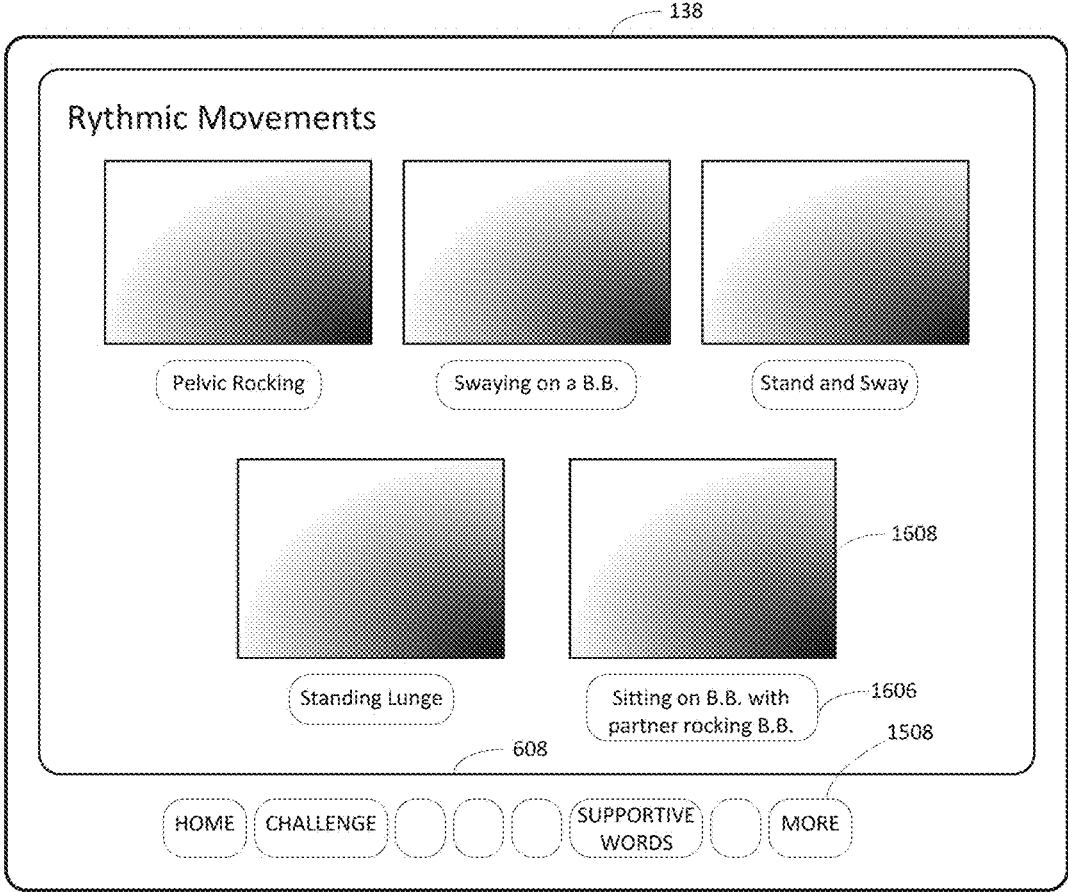 138
Rythmic Movements
Pelvic Rocking
Swaying on a B.B.
Stand and Sway
1608
Standing Lunge
Sitting on B.B. with
partner rocking B.B.
1606
608
1508
HOME
CHALLENGE
SUPPORTIVE
WORDS
MORE